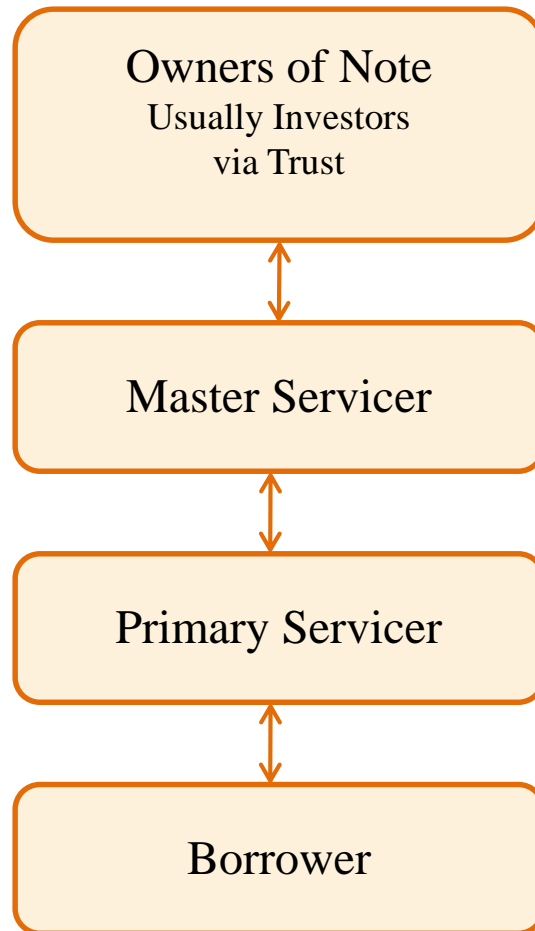 Owners of Note
Usually Investors
via Trust
Master Servicer
Primary Servicer
Borrower